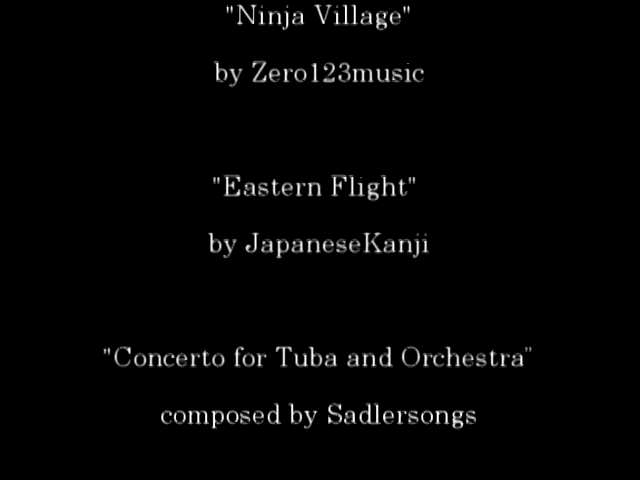 "Ninja Village"
by Zero123music
"Eastern Flight"
by JapaneseKanji
"Concerto for Tuba and Orchestra"
composed by Sadlersongs